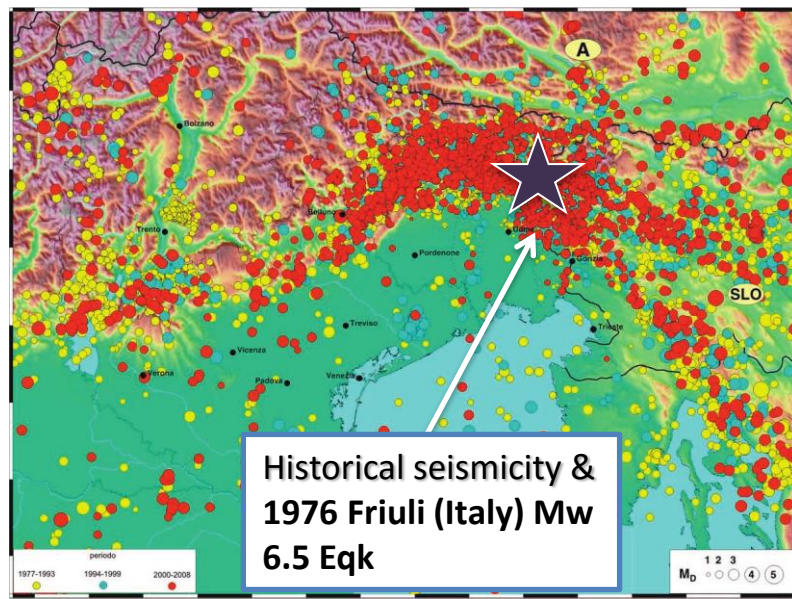 A
Bolzano
Belluno
Trento
Udine
Pordenone
Gorizia
SLO
Treviso
Trieste
Vicenza
Verona
Padova
Venezia
Historical seismicity &
1976 Friuli (Italy) Mw
6.5 Eqk
periodo
1977-1993 1994-1999 2000-2008
1 2 3
MD 4 5